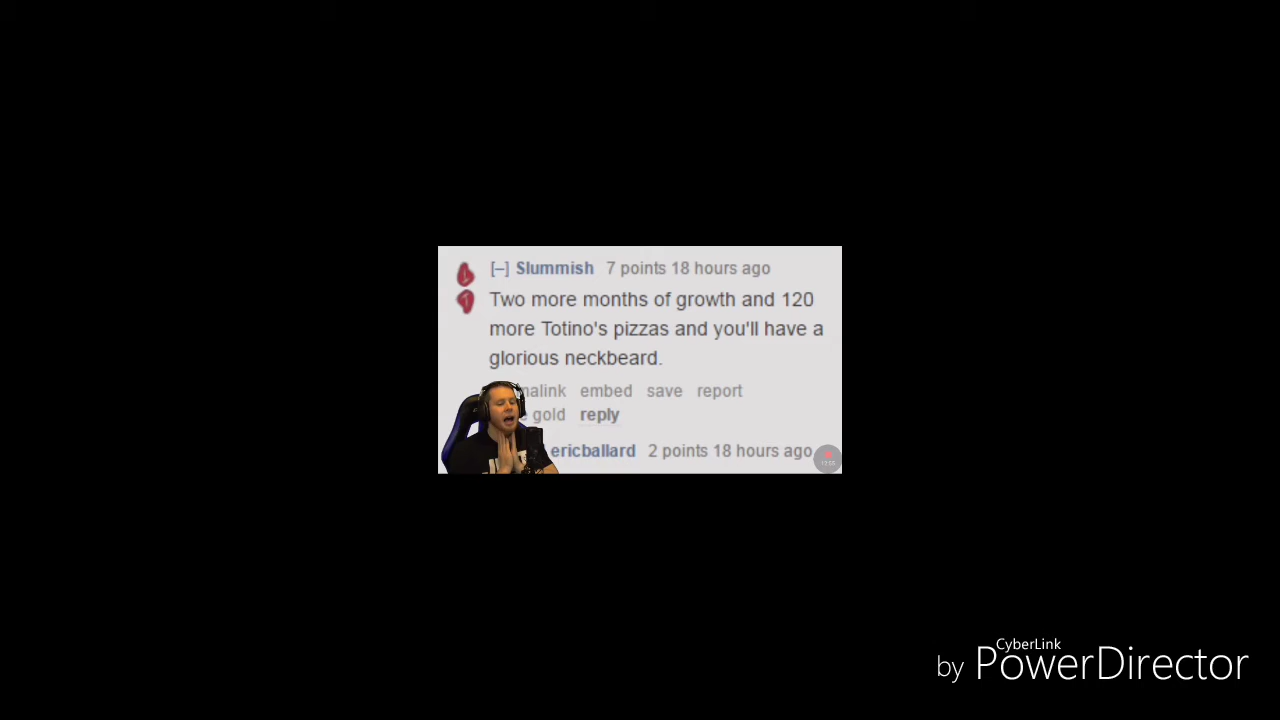 [–] Slummish 7 points 18 hours ago
Two more months of growth and 120
more Totino's pizzas and you'll have a
glorious neckbeard.
embed save report
gold reply
ericballard 2 points 18 hours ago
CyberLink
by PowerDirector